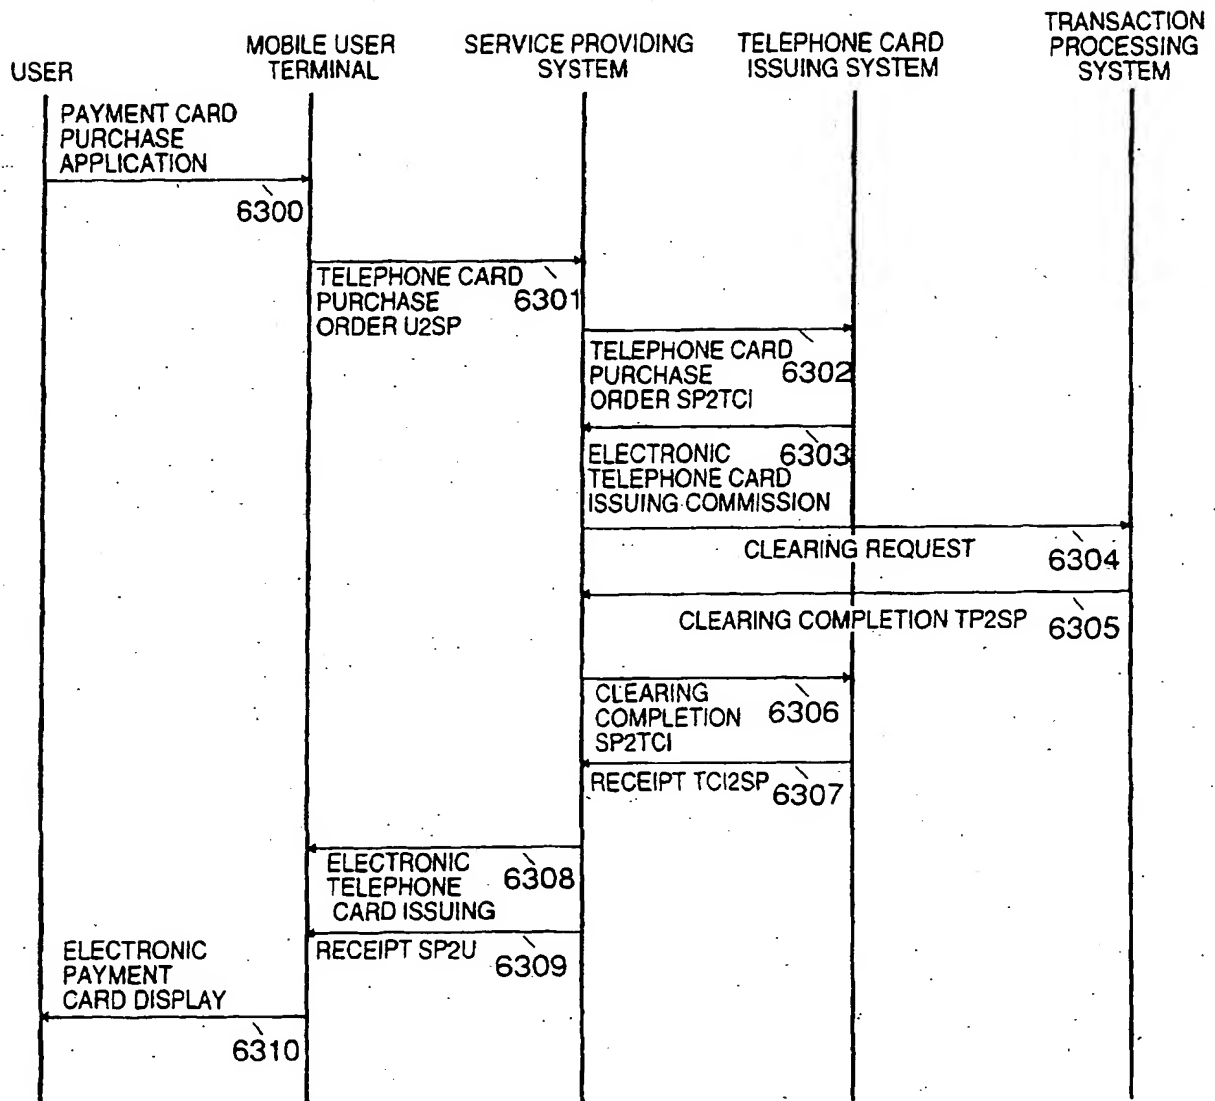 USER
MOBILE USER
TERMINAL
SERVICE PROVIDING
SYSTEM
TELEPHONE CARD
ISSUING SYSTEM
TRANSACTION
PROCESSING
SYSTEM
PAYMENT CARD
PURCHASE
APPLICATION
6300
TELEPHONE CARD
PURCHASE
ORDER U2SP
6301
TELEPHONE CARD
PURCHASE
ORDER SP2TCI
6302
ELECTRONIC
TELEPHONE CARD
ISSUING COMMISSION
6303
CLEARING REQUEST
6304
CLEARING COMPLETION TP2SP
6305
CLEARING
COMPLETION
SP2TCI
6306
RECEIPT TCI2SP
6307
ELECTRONIC
TELEPHONE
CARD ISSUING
6308
RECEIPT SP2U
6309
ELECTRONIC
PAYMENT
CARD DISPLAY
6310